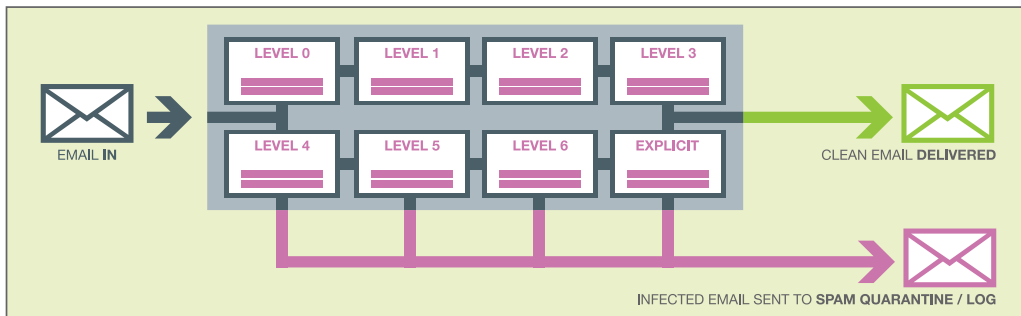 LEVEL 0
LEVEL 1
LEVEL 2
LEVEL 3
EMAIL IN
LEVEL 4
LEVEL 5
LEVEL 6
EXPLICIT
CLEAN EMAIL DELIVERED
INFECTED EMAIL SENT TO SPAM QUARANTINE / LOG